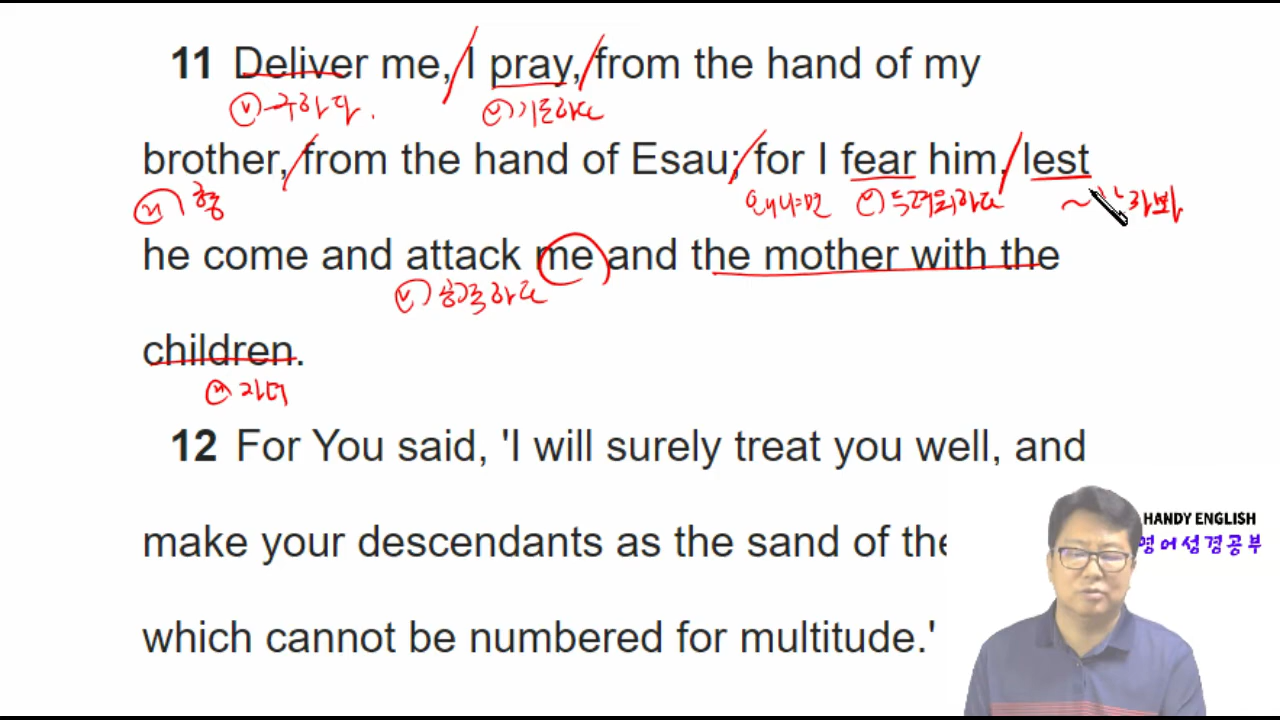 11 Deliver me, I pray, from the hand of my
ⓥ구하다. ⓥ기도하다
brother, from the hand of Esau; for I fear him, lest
ⓝ형 왜냐면 ⓥ두려워하다 ~할까봐
he come and attack me and the mother with the
ⓥ공격하다
children.
ⓝ자녀
12 For You said, 'I will surely treat you well, and
make your descendants as the sand of the
which cannot be numbered for multitude.'
HANDY ENGLISH
영어성경공부